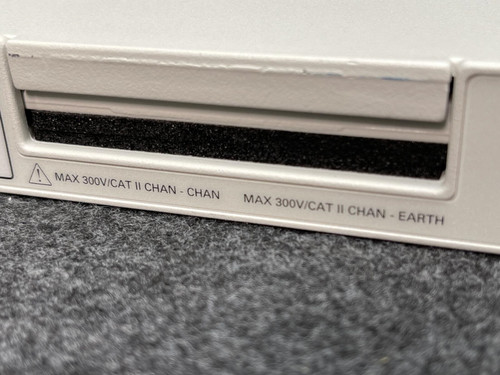 MAX 300V/CAT II CHAN - CHAN MAX 300V/CAT II CHAN - EARTH